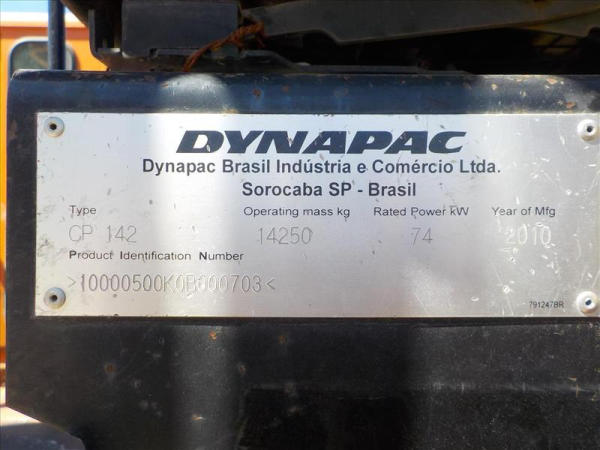 DYNAPAC
Dynapac Brasil Indústria e Comércio Ltda.
Sorocaba SP - Brasil
Type Operating mass kg Rated Power kW Year of Mfg
CP 142 14250 74 2010
Product Identification Number
>10000500K0B000703<
791247BR